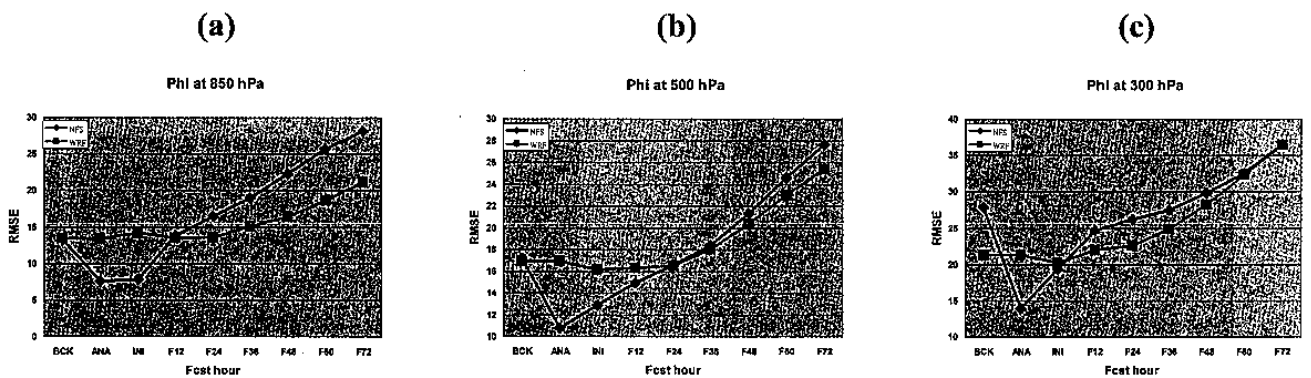 (a)
Phi at 850 hPa
30
25
20
15
10
5
0
RMSE
NFS
WRF
BCK ANA INI F12 F24 F36 F48 F60 F72
Fcst hour
(b)
Phi at 500 hPa
30
28
26
24
22
20
18
16
14
12
10
RMSE
NFS
WRF
BCK ANA INI F12 F24 F36 F48 F60 F72
Fcst hour
(c)
Phi at 300 hPa
40
35
30
25
20
15
10
RMSE
NFS
WRF
BCK ANA INI F12 F24 F36 F48 F60 F72
Fcst hour